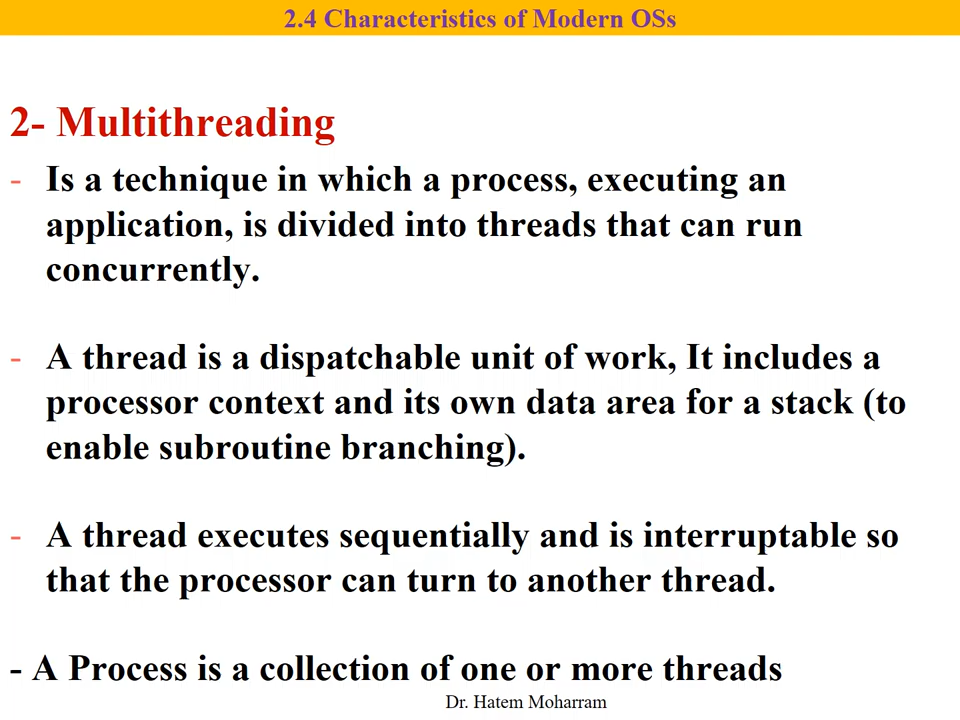 2.4 Characteristics of Modern OSs
2- Multithreading
- Is a technique in which a process, executing an
application, is divided into threads that can run
concurrently.
- A thread is a dispatchable unit of work, It includes a
processor context and its own data area for a stack (to
enable subroutine branching).
- A thread executes sequentially and is interruptable so
that the processor can turn to another thread.
- A Process is a collection of one or more threads
Dr. Hatem Moharram